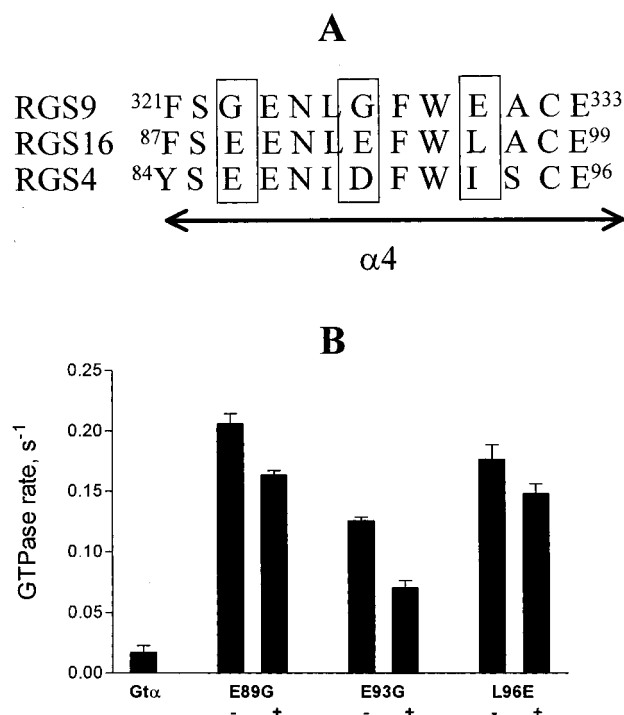 A
RGS9 ³²¹F S G E N L G F W E A C E³³³
RGS16 ⁸⁷F S E E N L E F W L A C E⁹⁹
RGS4 ⁸⁴Y S E E N I D F W I S C E⁹⁶
α4
B
GTPase rate, s⁻¹
0.25
0.20
0.15
0.10
0.05
0.00
Gtα E89G E93G L96E
- + - + - +